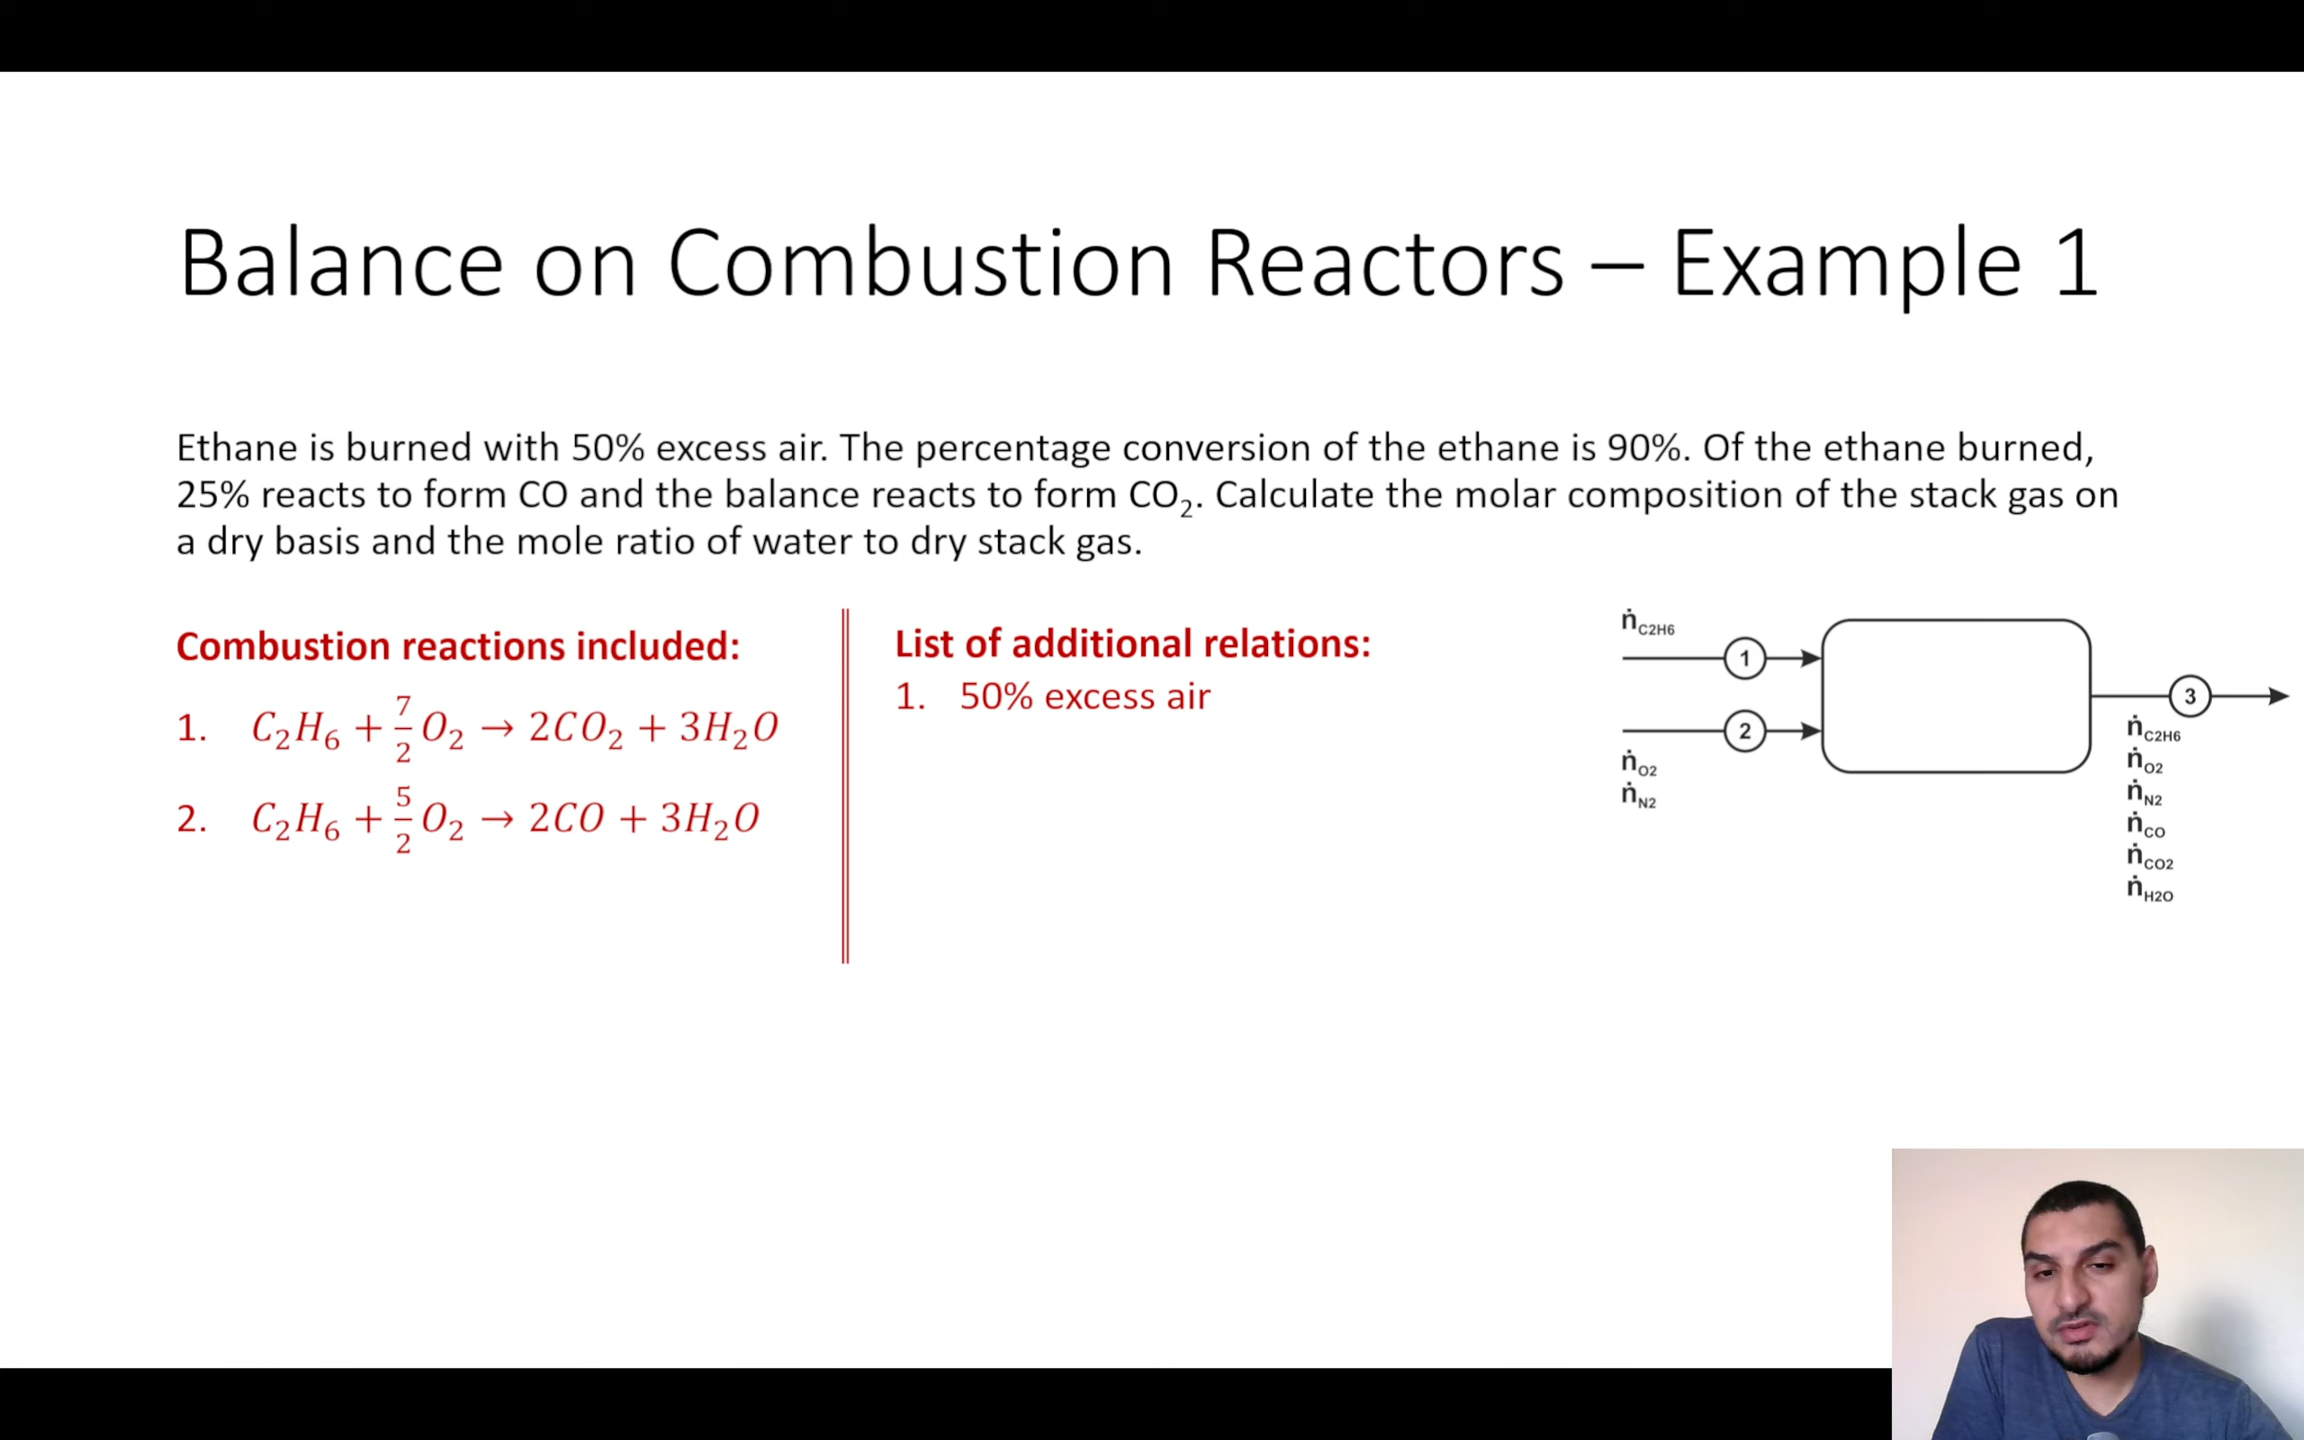 Balance on Combustion Reactors – Example 1
Ethane is burned with 50% excess air. The percentage conversion of the ethane is 90%. Of the ethane burned,
25% reacts to form CO and the balance reacts to form CO₂. Calculate the molar composition of the stack gas on
a dry basis and the mole ratio of water to dry stack gas.
Combustion reactions included:
1. C₂H₆ + 7/2 O₂ → 2CO₂ + 3H₂O
2. C₂H₆ + 5/2 O₂ → 2CO + 3H₂O
List of additional relations:
1. 50% excess air
ṅC2H6
1
2
ṅO2
ṅN2
3
ṅC2H6
ṅO2
ṅN2
ṅCO
ṅCO2
ṅH2O